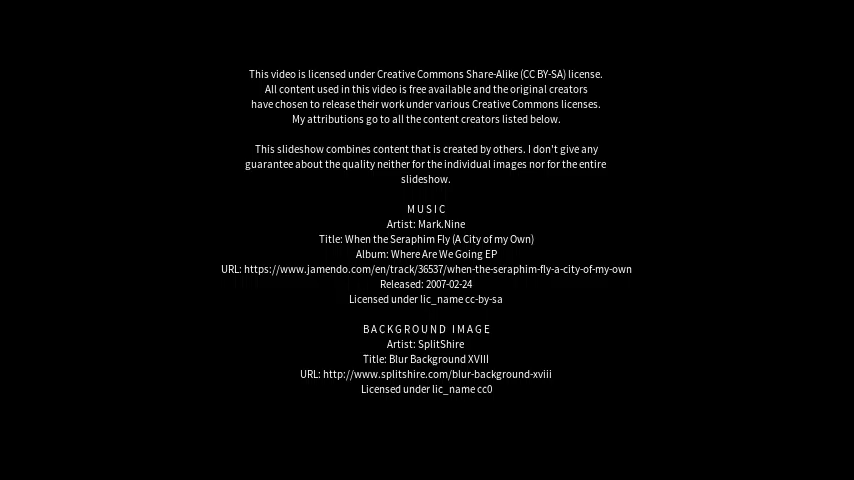 This video is licensed under Creative Commons Share-Alike (CC BY-SA) license.
All content used in this video is free available and the original creators
have chosen to release their work under various Creative Commons licenses.
My attributions go to all the content creators listed below.
This slideshow combines content that is created by others. I don't give any
guarantee about the quality neither for the individual images nor for the entire
slideshow.
MUSIC
Artist: Mark.Nine
Title: When the Seraphim Fly (A City of my Own)
Album: Where Are We Going EP
URL: https://www.jamendo.com/en/track/36537/when-the-seraphim-fly-a-city-of-my-own
Released: 2007-02-24
Licensed under lic_name cc-by-sa
BACKGROUND IMAGE
Artist: SplitShire
Title: Blur Background XVIII
URL: http://www.splitshire.com/blur-background-xviii
Licensed under lic_name cc0